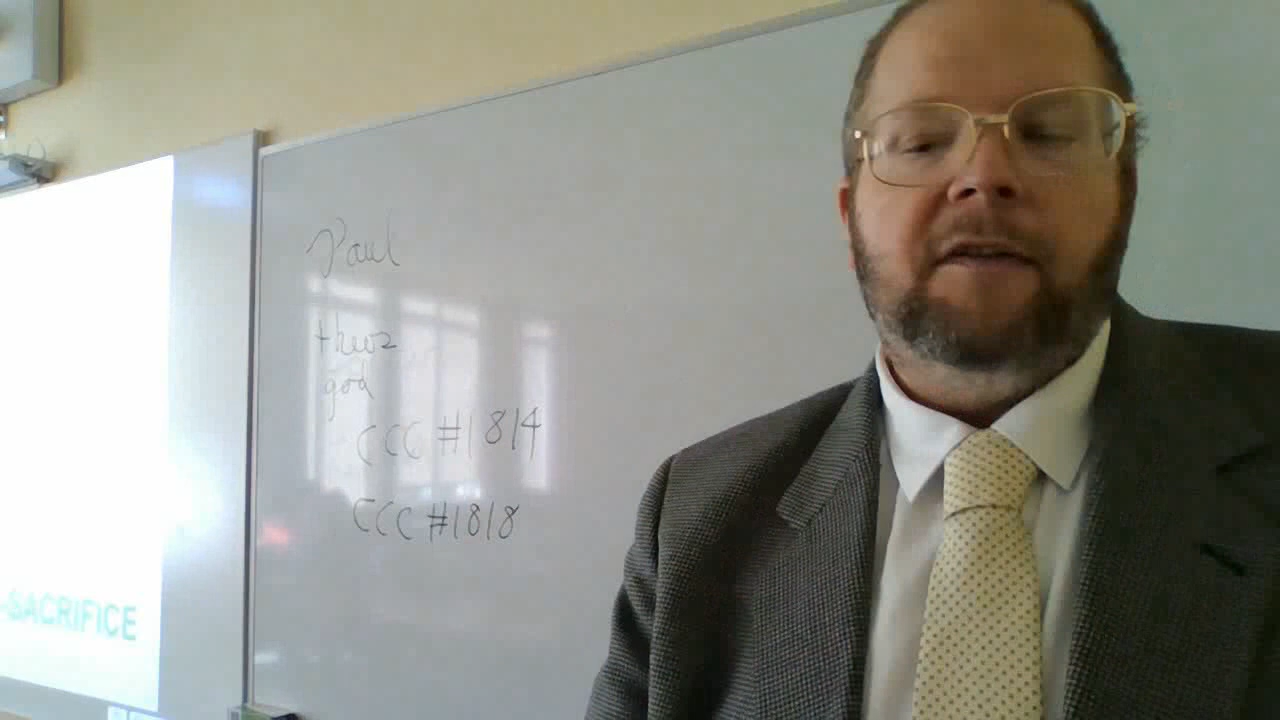 Paul
theos
god
CCC #1814
CCC #1818
-SACRIFICE